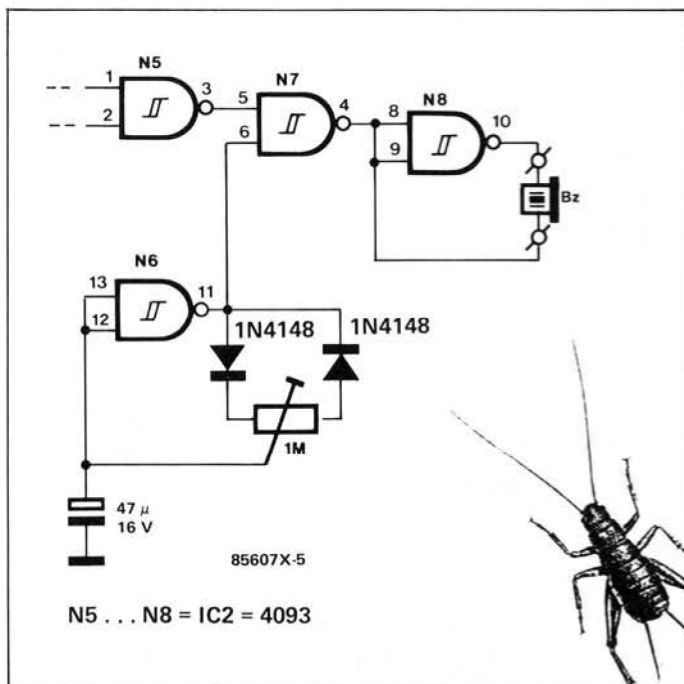 N5
1
2
3
N7
5
6
4
N8
8
9
10
Bz
N6
13
12
11
1N4148
1N4148
1M
47 μ
16 V
85607X-5
N5 . . . N8 = IC2 = 4093